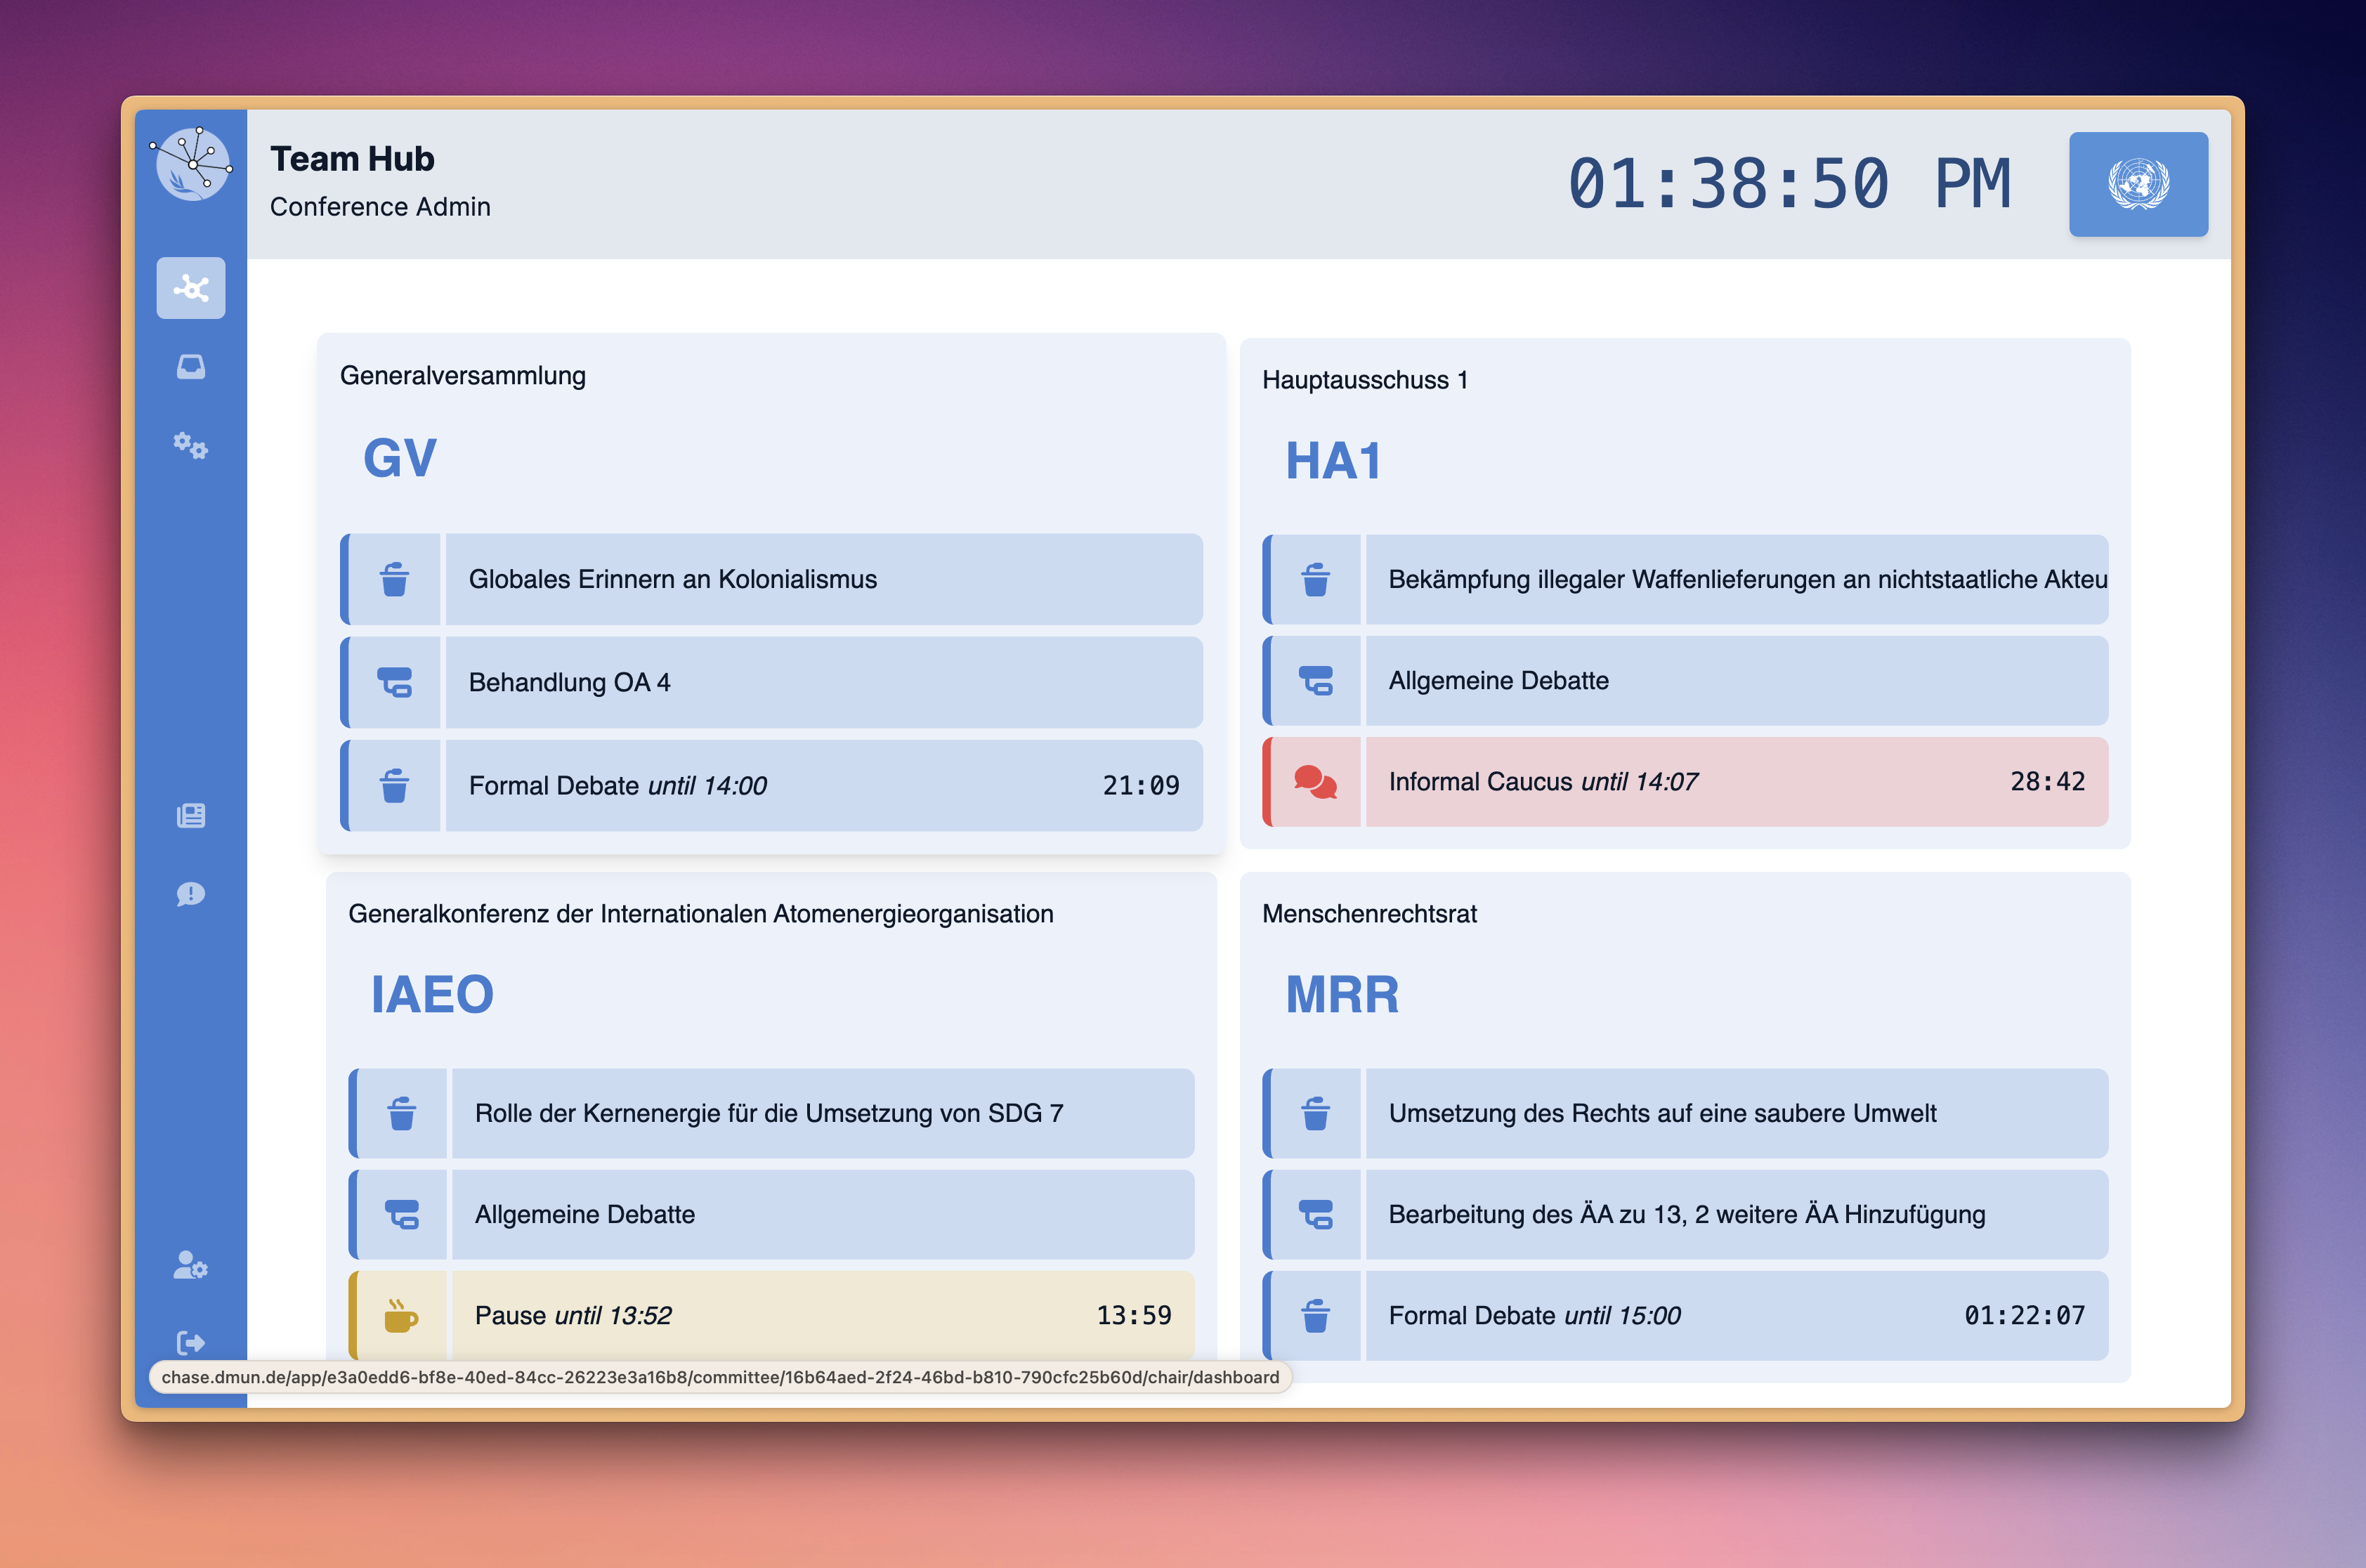 Team Hub
Conference Admin
01:38:50 PM
Generalversammlung
GV
Globales Erinnern an Kolonialismus
Behandlung OA 4
Formal Debate until 14:00 21:09
Hauptausschuss 1
HA1
Bekämpfung illegaler Waffenlieferungen an nichtstaatliche Akteu
Allgemeine Debatte
Informal Caucus until 14:07 28:42
Generalkonferenz der Internationalen Atomenergieorganisation
IAEO
Rolle der Kernenergie für die Umsetzung von SDG 7
Allgemeine Debatte
Pause until 13:52 13:59
Menschenrechtsrat
MRR
Umsetzung des Rechts auf eine saubere Umwelt
Bearbeitung des ÄA zu 13, 2 weitere ÄA Hinzufügung
Formal Debate until 15:00 01:22:07
chase.dmun.de/app/e3a0edd6-bf8e-40ed-84cc-26223e3a16b8/committee/16b64aed-2f24-46bd-b810-790cfc25b60d/chair/dashboard